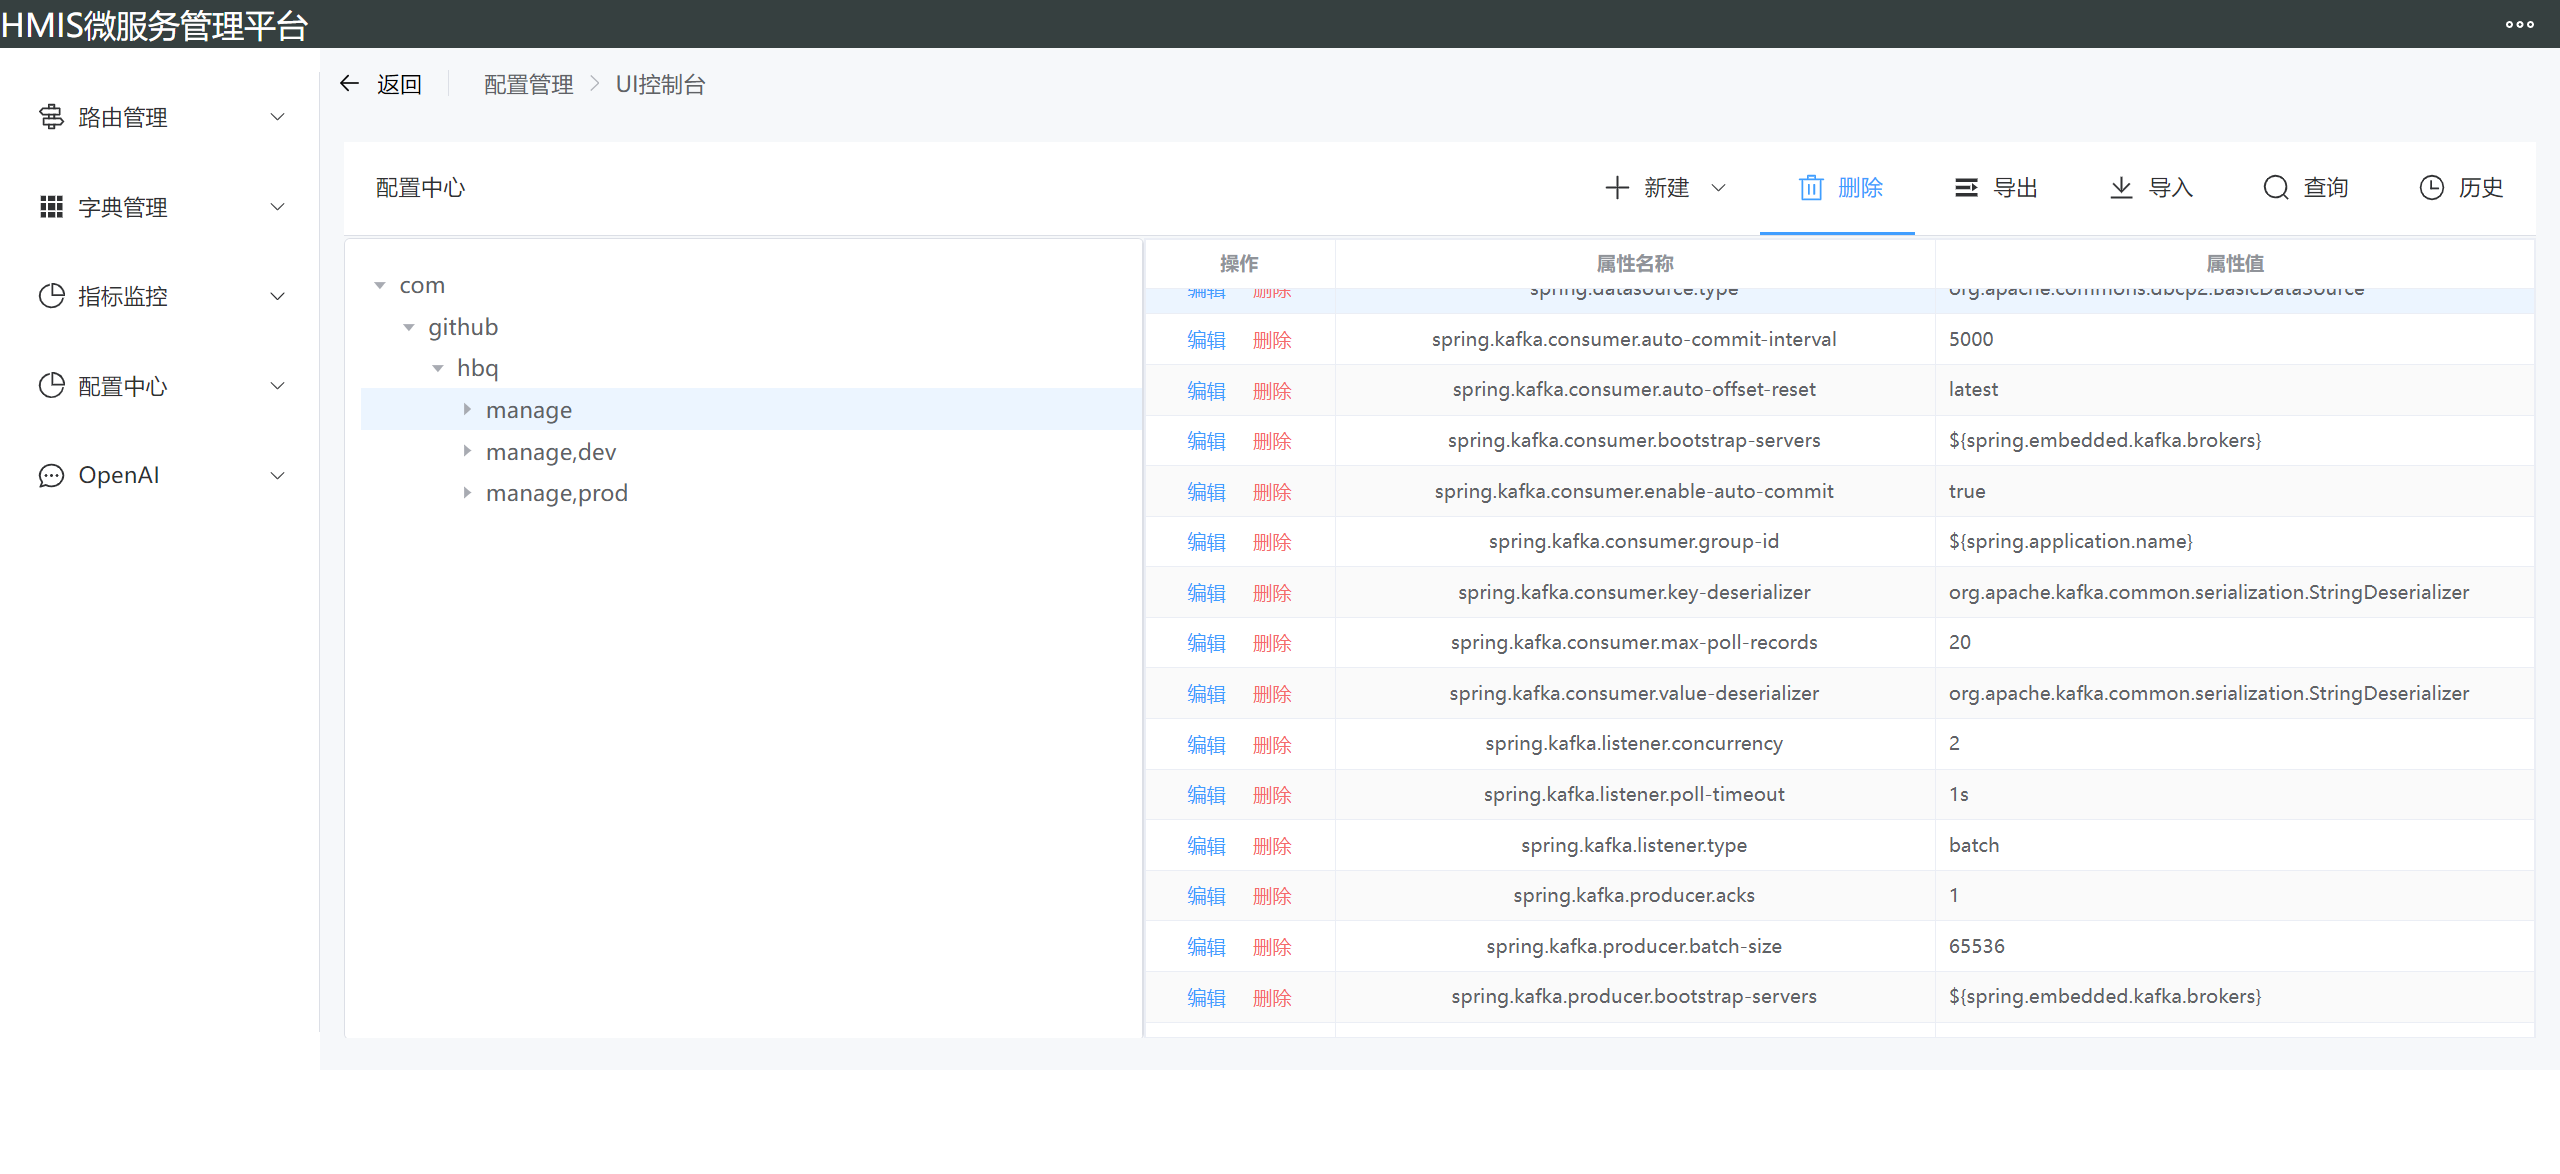 HMIS微服务管理平台
路由管理
字典管理
指标监控
配置中心
OpenAI
返回 配置管理 UI控制台
配置中心 新建 删除 导出 导入 查询 历史
com
github
hbq
manage
manage,dev
manage,prod
操作 属性名称 属性值
编辑 删除 spring.datasource.type org.apache.commons.dbcp2.BasicDataSource
编辑 删除 spring.kafka.consumer.auto-commit-interval 5000
编辑 删除 spring.kafka.consumer.auto-offset-reset latest
编辑 删除 spring.kafka.consumer.bootstrap-servers ${spring.embedded.kafka.brokers}
编辑 删除 spring.kafka.consumer.enable-auto-commit true
编辑 删除 spring.kafka.consumer.group-id ${spring.application.name}
编辑 删除 spring.kafka.consumer.key-deserializer org.apache.kafka.common.serialization.StringDeserializer
编辑 删除 spring.kafka.consumer.max-poll-records 20
编辑 删除 spring.kafka.consumer.value-deserializer org.apache.kafka.common.serialization.StringDeserializer
编辑 删除 spring.kafka.listener.concurrency 2
编辑 删除 spring.kafka.listener.poll-timeout 1s
编辑 删除 spring.kafka.listener.type batch
编辑 删除 spring.kafka.producer.acks 1
编辑 删除 spring.kafka.producer.batch-size 65536
编辑 删除 spring.kafka.producer.bootstrap-servers ${spring.embedded.kafka.brokers}